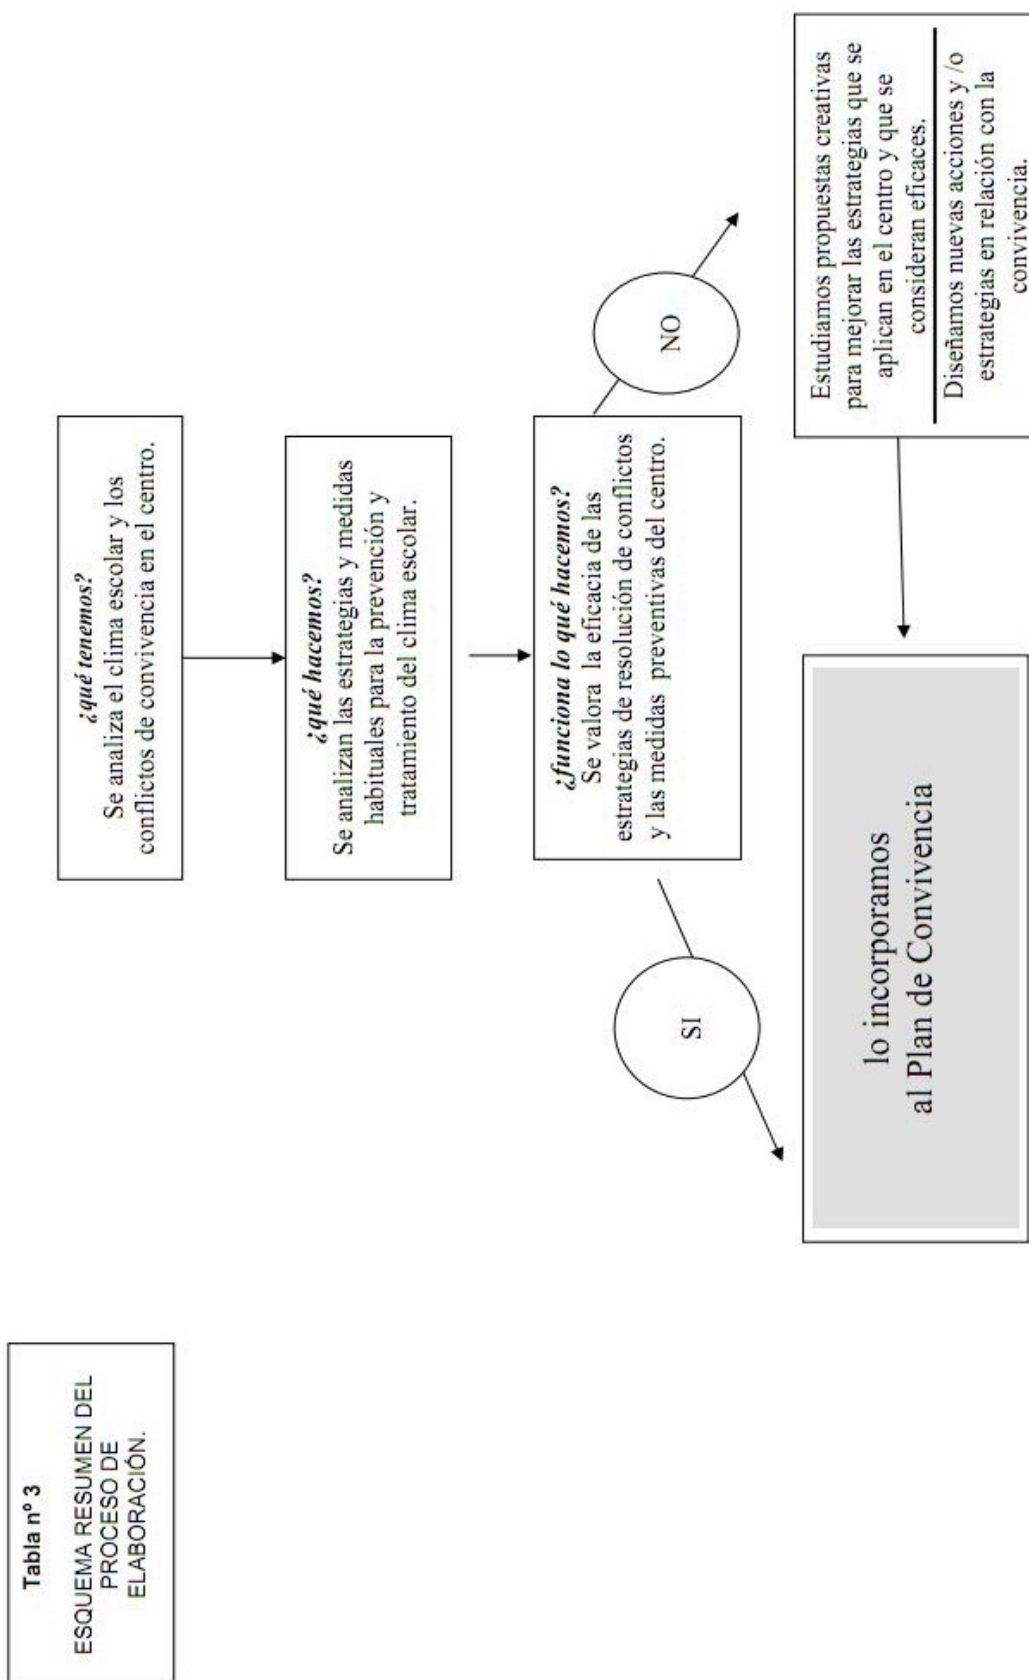 Tabla nº 3
ESQUEMA RESUMEN DEL
PROCESO DE
ELABORACIÓN.
¿qué tenemos?
Se analiza el clima escolar y los
conflictos de convivencia en el centro.
¿qué hacemos?
Se analizan las estrategias y medidas
habituales para la prevención y
tratamiento del clima escolar.
¿funciona lo qué hacemos?
Se valora la eficacia de las
estrategias de resolución de conflictos
y las medidas preventivas del centro.
SI
NO
Estudiamos propuestas creativas
para mejorar las estrategias que se
aplican en el centro y que se
consideran eficaces.
Diseñamos nuevas acciones y /o
estrategias en relación con la
convivencia.
lo incorporamos
al Plan de Convivencia